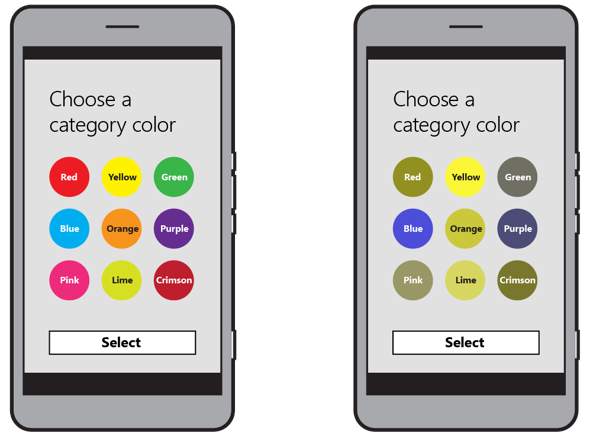 Choose a
category color
Red Yellow Green
Blue Orange Purple
Pink Lime Crimson
Select
Choose a
category color
Red Yellow Green
Blue Orange Purple
Pink Lime Crimson
Select